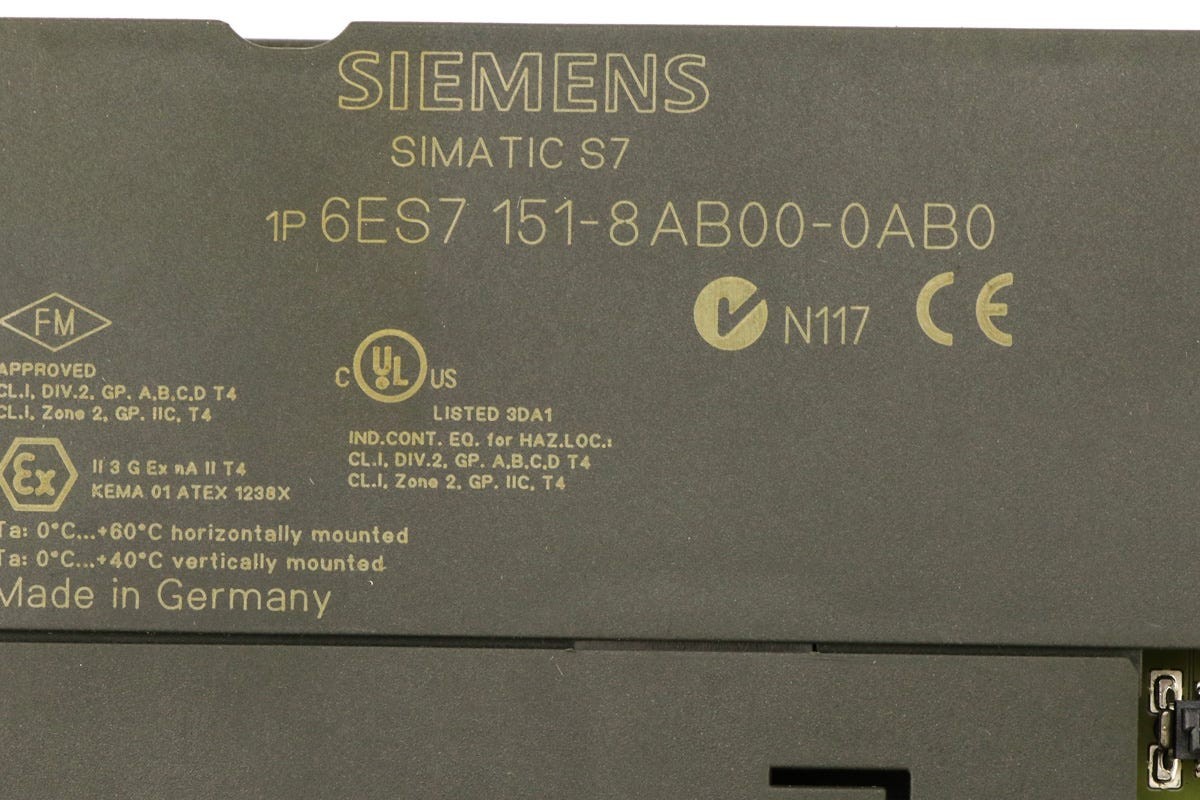 SIEMENS
SIMATIC S7
1P 6ES7 151-8AB00-0AB0
N117 CE
FM
APPROVED
CL.I, DIV.2, GP. A,B,C,D T4
CL.I, Zone 2, GP. IIC, T4
C UL US
LISTED 3DA1
IND.CONT. EQ. for HAZ.LOC.:
CL.I, DIV.2, GP. A,B,C,D T4
CL.I, Zone 2, GP. IIC, T4
Ex
II 3 G Ex nA II T4
KEMA 01 ATEX 1238X
Ta: 0°C...+60°C horizontally mounted
Ta: 0°C...+40°C vertically mounted
Made in Germany